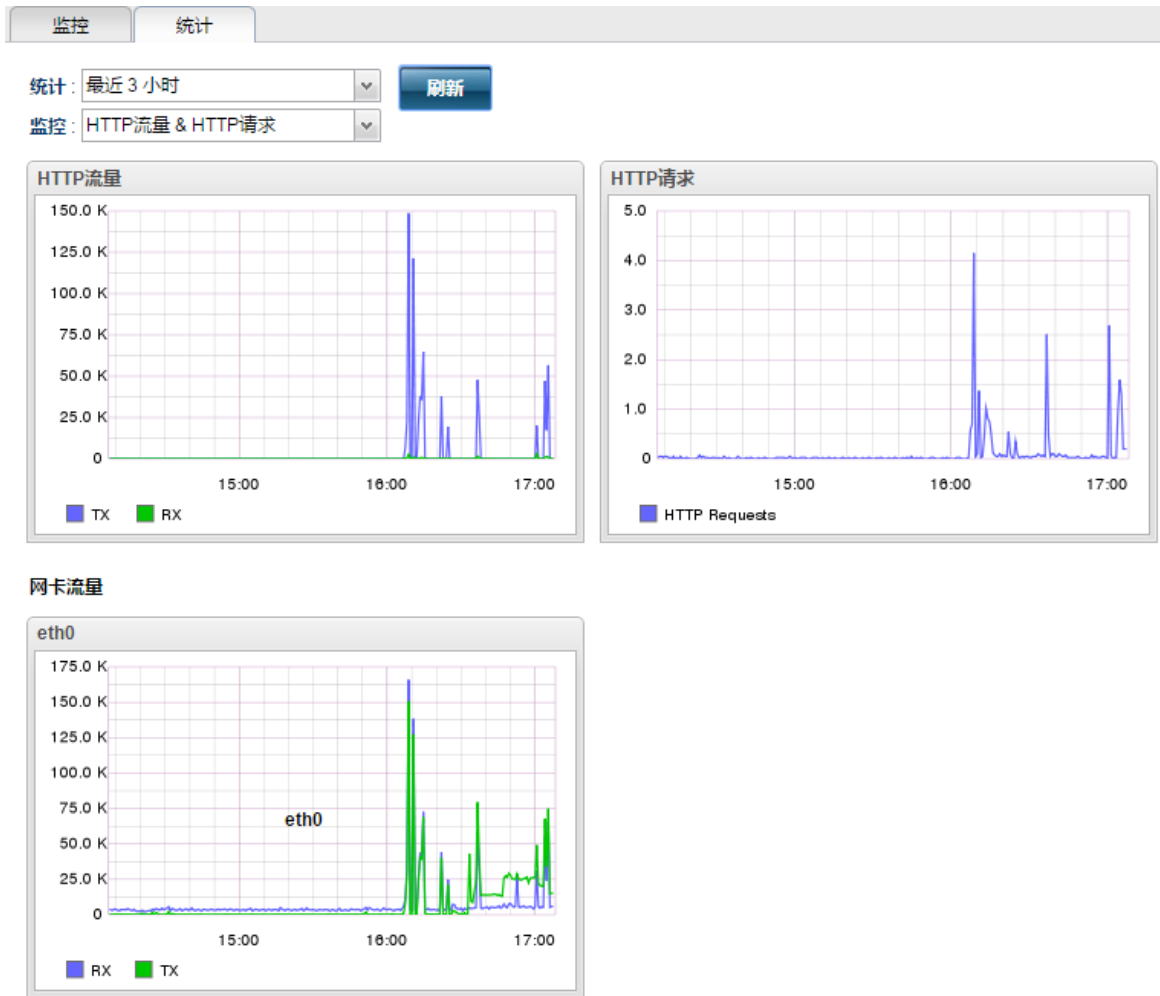 监控 统计
统计 : 最近 3 小时 刷新
监控 : HTTP流量 & HTTP请求
HTTP流量
150.0 K
125.0 K
100.0 K
75.0 K
50.0 K
25.0 K
0
15:00 16:00 17:00
TX RX
HTTP请求
5.0
4.0
3.0
2.0
1.0
0
15:00 16:00 17:00
HTTP Requests
网卡流量
eth0
175.0 K
150.0 K
125.0 K
100.0 K
75.0 K
50.0 K
25.0 K
0
eth0
15:00 16:00 17:00
RX TX